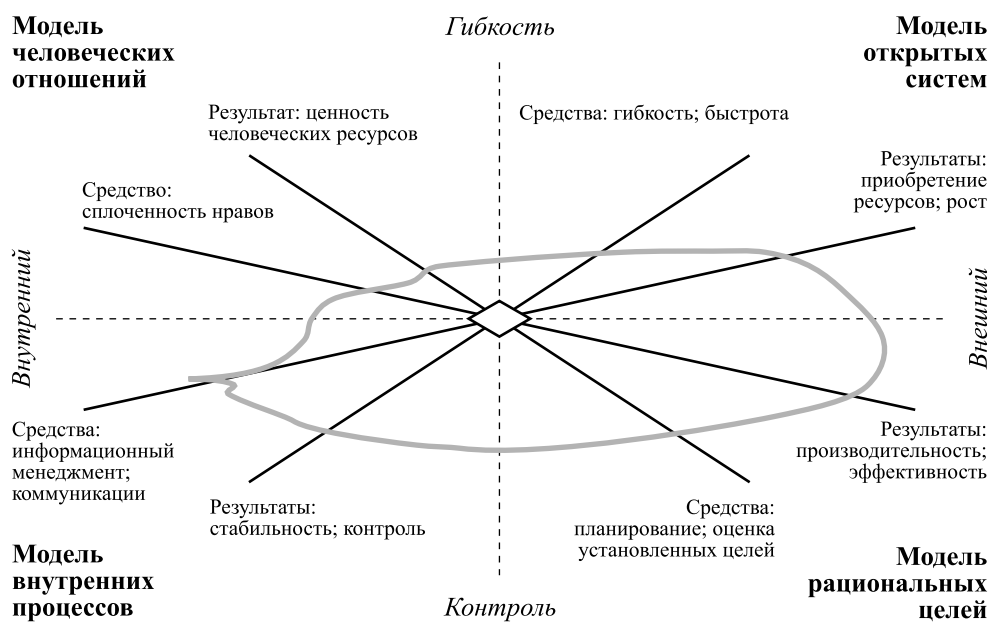 Модель
человеческих
отношений
Гибкость
Модель
открытых
систем
Результат: ценность
человеческих ресурсов
Средства: гибкость; быстрота
Средство:
сплоченность нравов
Результаты:
приобретение
ресурсов; рост
Внутренний
Внешний
Средства:
информационный
менеджмент;
коммуникации
Результаты:
стабильность; контроль
Средства:
планирование; оценка
установленных целей
Результаты:
производительность;
эффективность
Модель
внутренних
процессов
Контроль
Модель
рациональных
целей